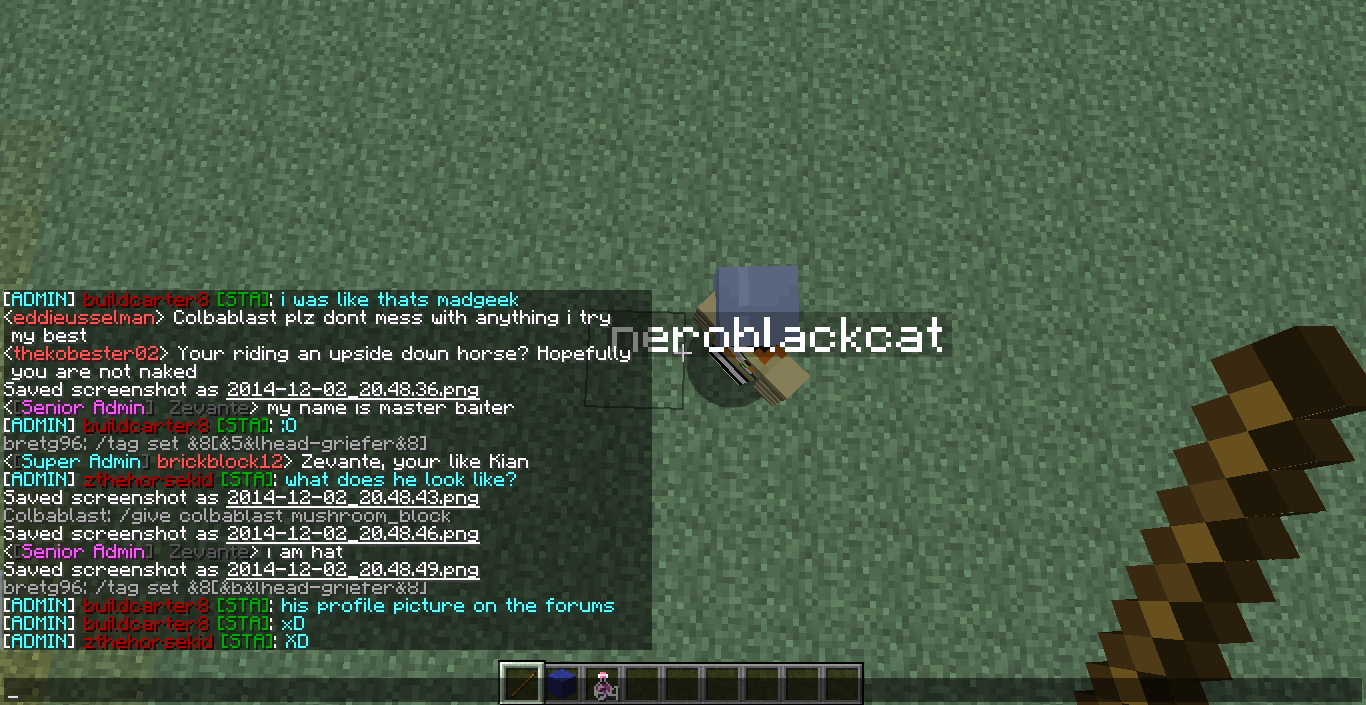 [ADMIN] buildcarter8 [STA]: i was like thats madgeek
<eddieusselman> Colbablast plz dont mess with anything i try
my best
<thekobester02> Your riding an upside down horse? Hopefully
you are not naked
Saved screenshot as 2014-12-02_20.48.36.png
<[Senior Admin] Zevante> my name is master baiter
[ADMIN] buildcarter8 [STA]: :O
bretg96: /tag set &8[&5&lhead-griefer&8]
<[Super Admin] brickblock12> Zevante, your like Kian
[ADMIN] zthehorsekid [STA]: what does he look like?
Saved screenshot as 2014-12-02_20.48.43.png
Colbablast: /give colbablast mushroom_block
Saved screenshot as 2014-12-02_20.48.46.png
<[Senior Admin] Zevante> i am hat
Saved screenshot as 2014-12-02_20.48.49.png
bretg96: /tag set &8[&b&lhead-griefer&8]
[ADMIN] buildcarter8 [STA]: his profile picture on the forums
[ADMIN] buildcarter8 [STA]: xD
[ADMIN] zthehorsekid [STA]: XD
_
neroblackcat
64